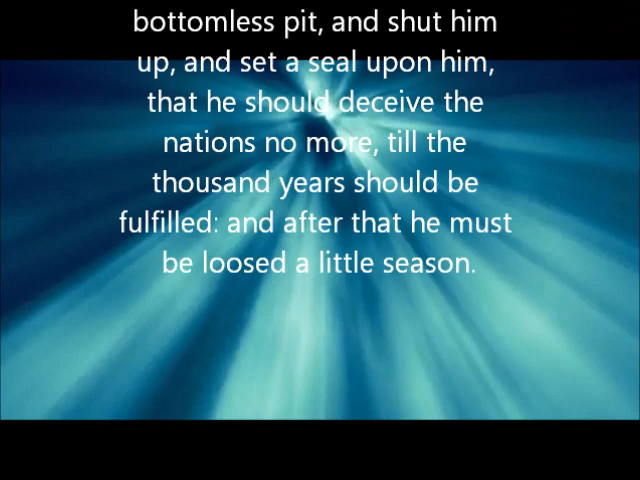 bottomless pit, and shut him
up, and set a seal upon him,
that he should deceive the
nations no more, till the
thousand years should be
fulfilled: and after that he must
be loosed a little season.